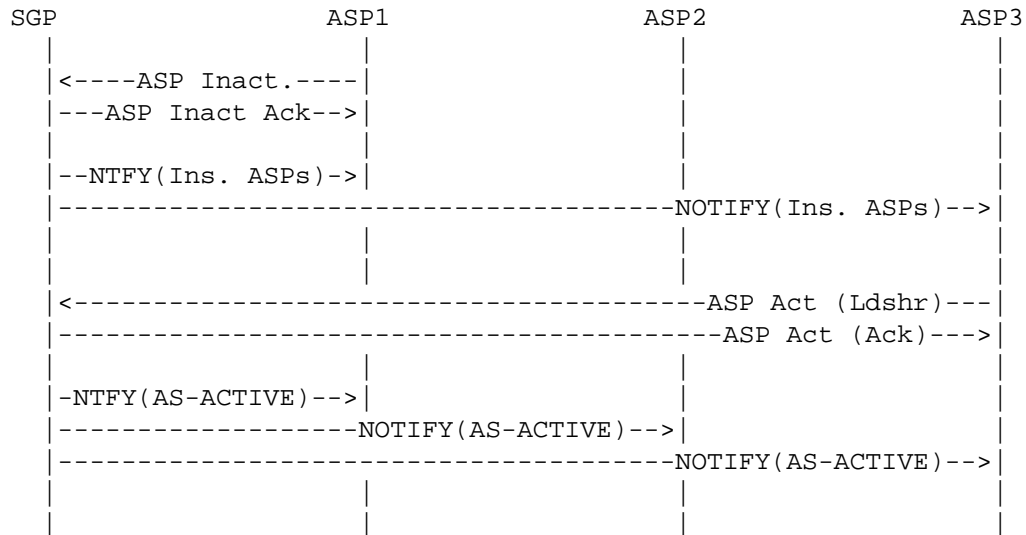 SGP ASP1 ASP2 ASP3
|<----ASP Inact.----|
|---ASP Inact Ack-->|
|--NTFY(Ins. ASPs)->|
|---------------------------------------NOTIFY(Ins. ASPs)-->|
|<----------------------------------------ASP Act (Ldshr)---|
|-----------------------------------------ASP Act (Ack)---->|
|-NTFY(AS-ACTIVE)-->|
|-------------------NOTIFY(AS-ACTIVE)-->|
|---------------------------------------NOTIFY(AS-ACTIVE)-->|